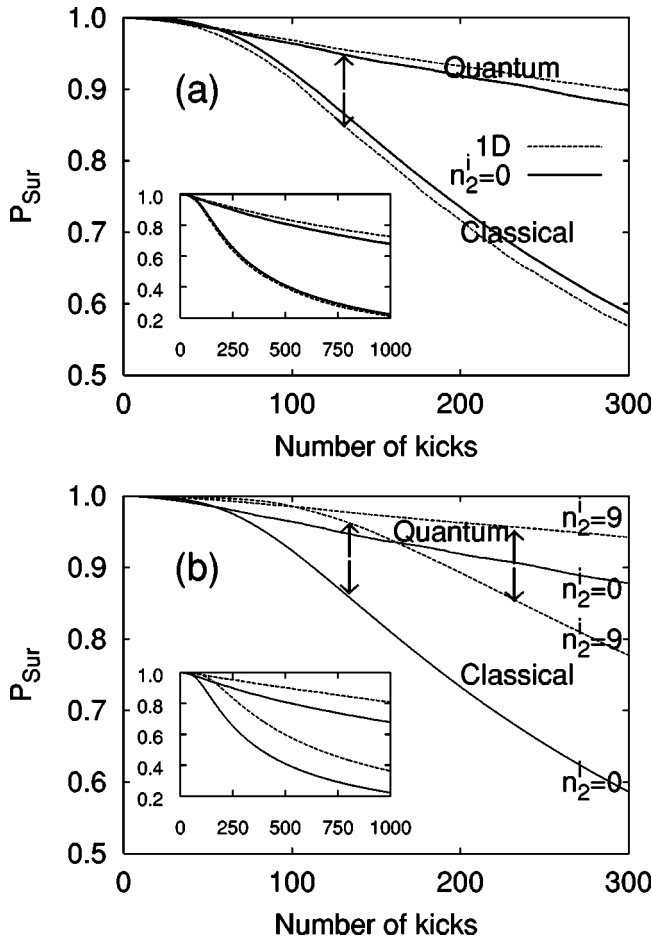 1.0
0.9
0.8
0.7
0.6
0.5
P_Sur
(a)
Quantum
1D
n_2^i=0
Classical
1.0
0.8
0.6
0.4
0.2
0 250 500 750 1000
0 100 200 300
Number of kicks
1.0
0.9
0.8
0.7
0.6
0.5
P_Sur
(b)
Quantum
n_2^i=9
n_2^i=0
n_2^i=9
Classical
n_2^i=0
1.0
0.8
0.6
0.4
0.2
0 250 500 750 1000
0 100 200 300
Number of kicks